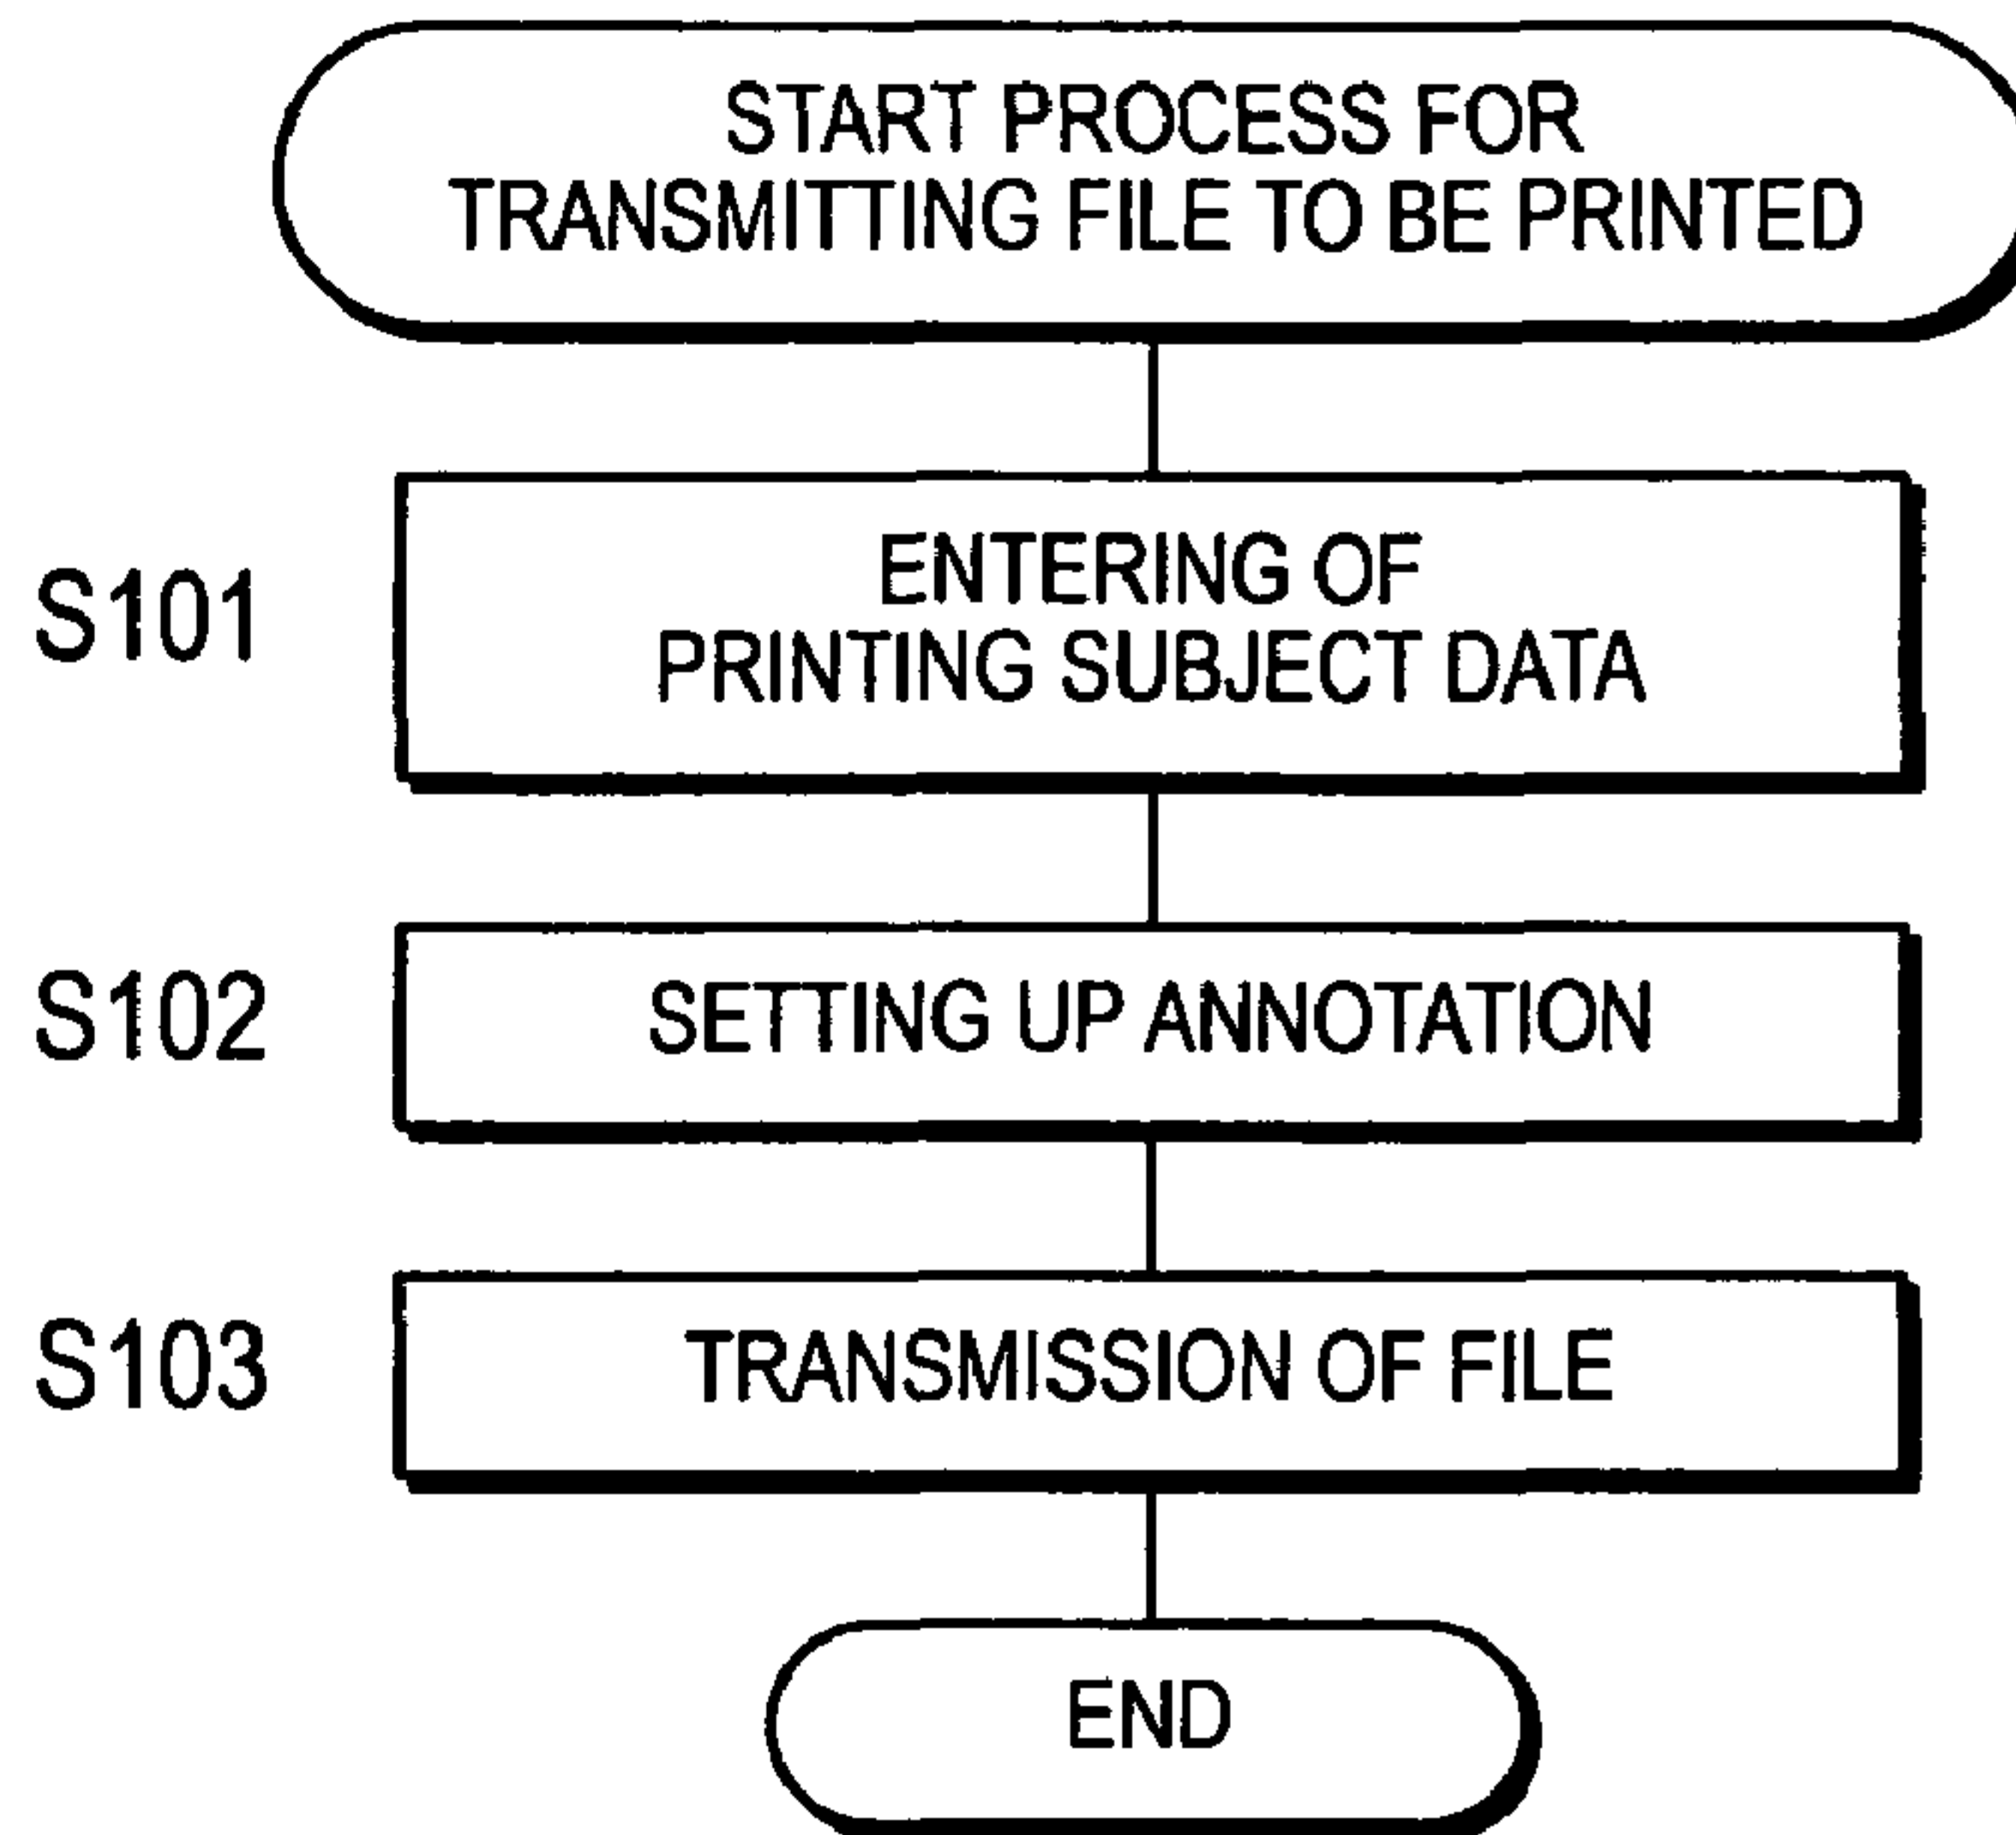 START PROCESS FOR
TRANSMITTING FILE TO BE PRINTED
S101
ENTERING OF
PRINTING SUBJECT DATA
S102
SETTING UP ANNOTATION
S103
TRANSMISSION OF FILE
END